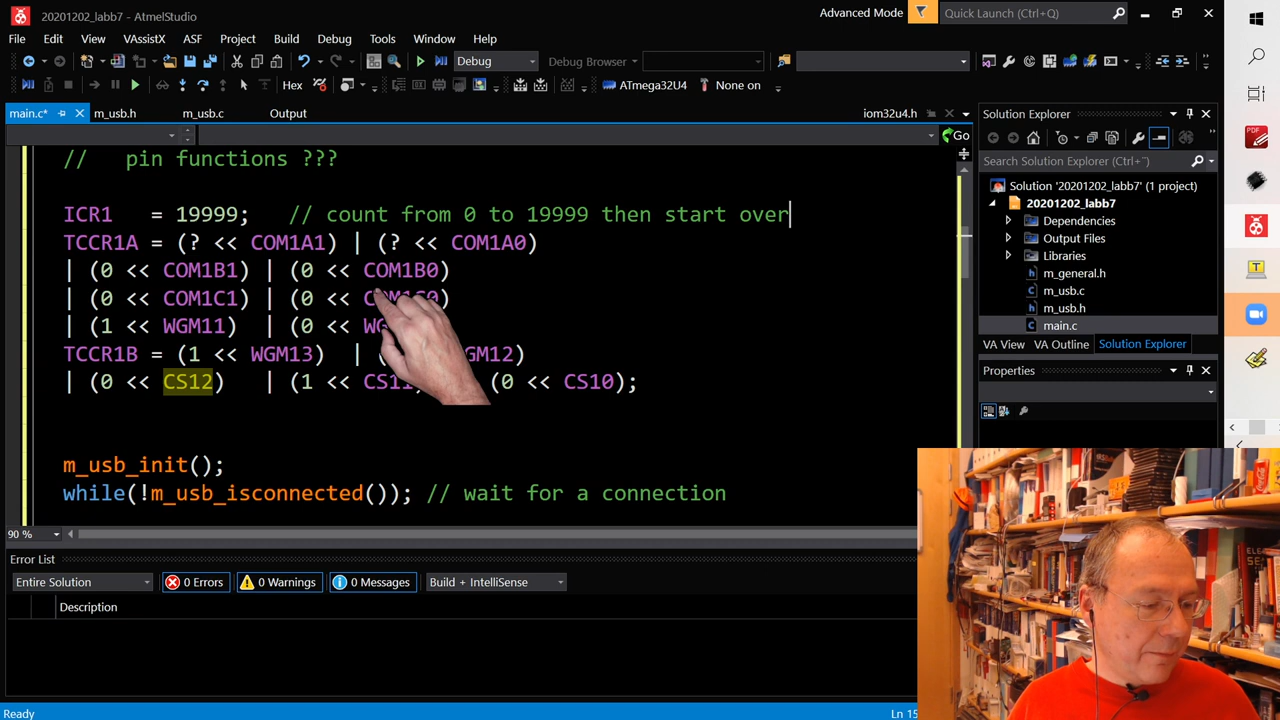 20201202_labb7 - AtmelStudio
Advanced Mode
Quick Launch (Ctrl+Q)
File Edit View VAssistX ASF Project Build Debug Tools Window Help
Debug
Debug Browser
Hex
ATmega32U4
None on
main.c*
m_usb.h
m_usb.c
Output
iom32u4.h
Go
// pin functions ???
ICR1 = 19999; // count from 0 to 19999 then start over
TCCR1A = (? << COM1A1) | (? << COM1A0)
| (0 << COM1B1) | (0 << COM1B0)
| (0 << COM1C1) | (0 << COM1C0)
| (1 << WGM11) | (0 <<
TCCR1B = (1 << WGM13) | GM12)
| (0 << CS12) | (1 << (0 << CS10);
m_usb_init();
while(!m_usb_isconnected()); // wait for a connection
90 %
Error List
Entire Solution
0 Errors
0 Warnings
0 Messages
Build + IntelliSense
Description
Ready
Ln 15
Solution Explorer
Search Solution Explorer (Ctrl+¨)
Solution '20201202_labb7' (1 project)
20201202_labb7
Dependencies
Output Files
Libraries
m_general.h
m_usb.c
m_usb.h
main.c
VA View
VA Outline
Solution Explorer
Properties
PDF